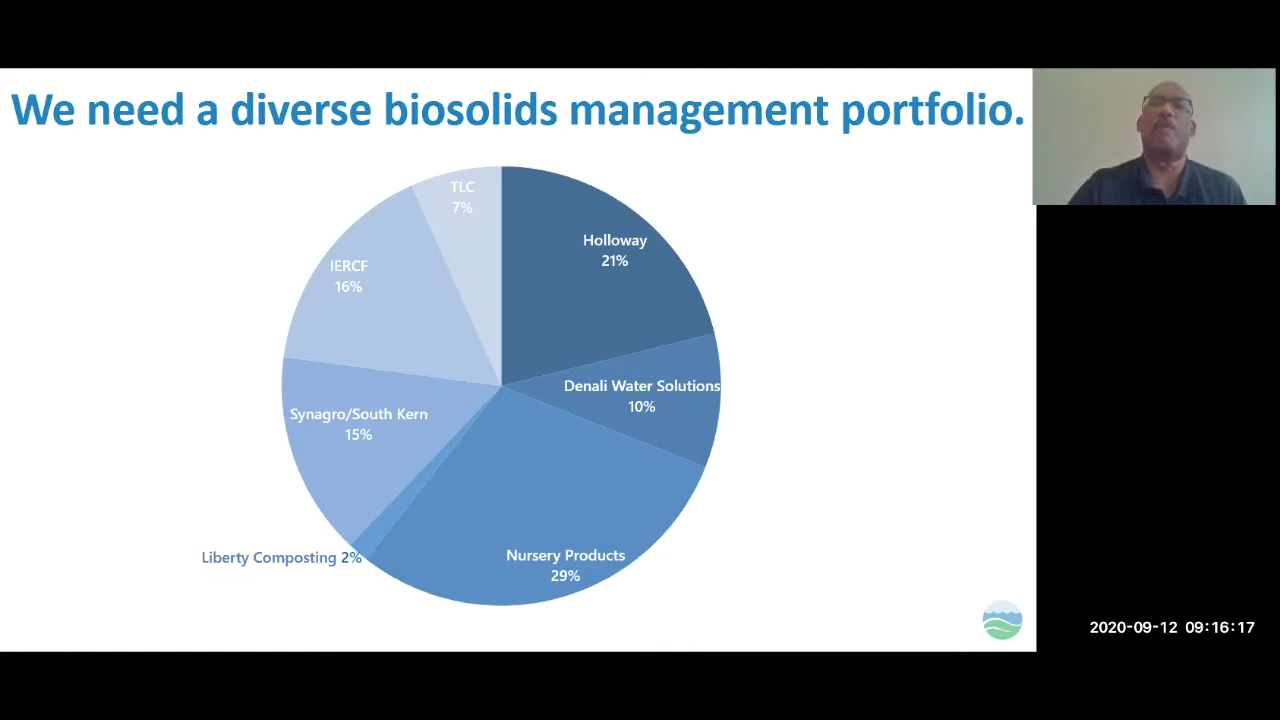 We need a diverse biosolids management portfolio.
TLC
7%
Holloway
21%
IERCF
16%
Denali Water Solutions
10%
Synagro/South Kern
15%
Liberty Composting 2%
Nursery Products
29%
2020-09-12 09:16:17